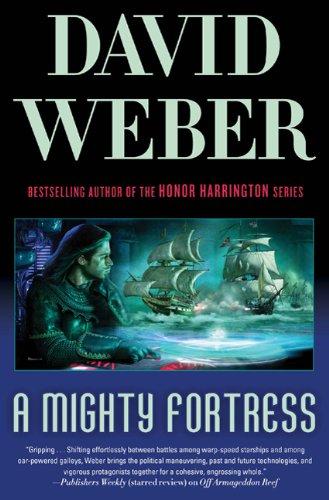 DAVID
WEBER
BESTSELLING AUTHOR OF THE HONOR HARRINGTON SERIES
A MIGHTY FORTRESS
"Gripping . . . Shifting effortlessly between battles among warp-speed starships and among
oar-powered galleys, Weber brings the political maneuvering, past and future technologies, and
vigorous protagonists together for a cohesive, engrossing whole."
—Publishers Weekly (starred review) on Off Armageddon Reef